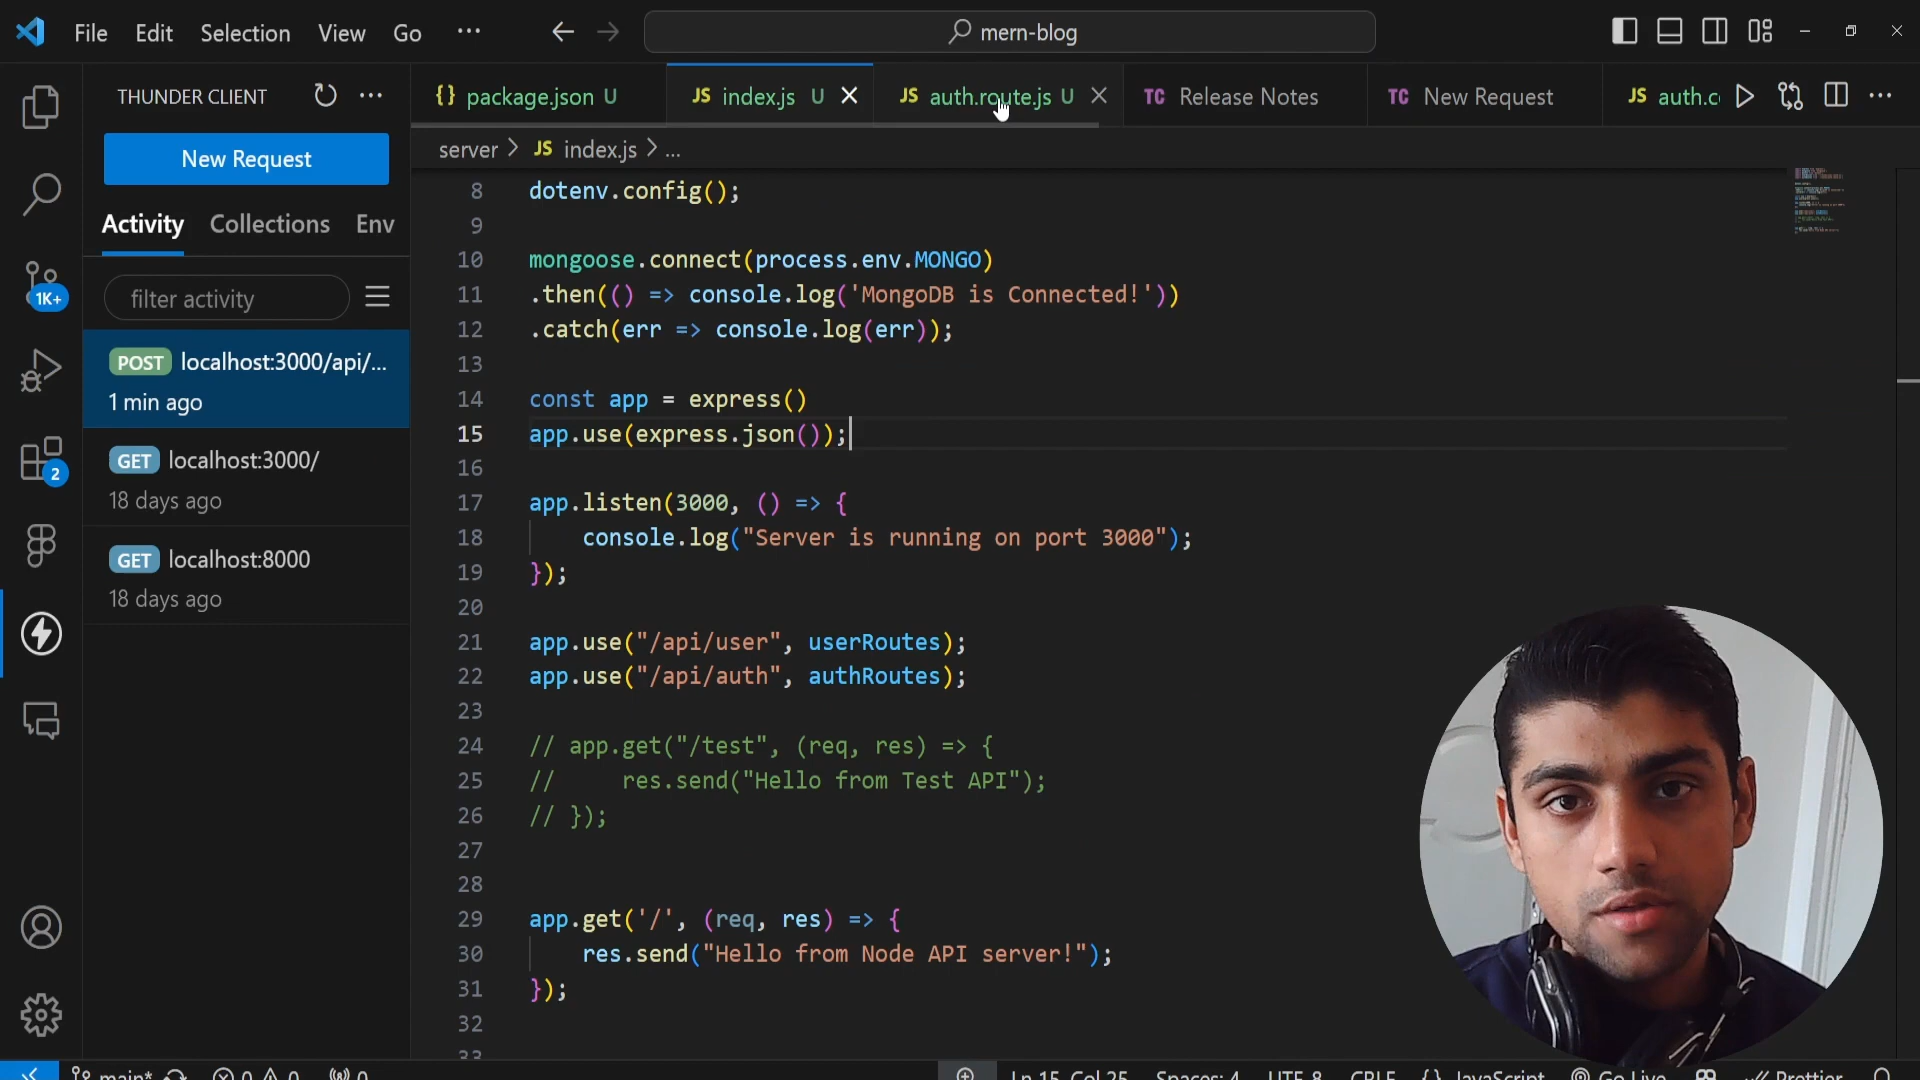 File Edit Selection View Go ... mern-blog
THUNDER CLIENT
New Request
Activity Collections Env
filter activity
POST localhost:3000/api/...
1 min ago
GET localhost:3000/
18 days ago
GET localhost:8000
18 days ago
1K+
2
{} package.json U JS index.js U JS auth.route.js U TC Release Notes TC New Request JS
server > JS index.js > ...
8 dotenv.config();
9
10 mongoose.connect(process.env.MONGO)
11 .then(() => console.log('MongoDB is Connected!'))
12 .catch(err => console.log(err));
13
14 const app = express()
15 app.use(express.json());
16
17 app.listen(3000, () => {
18 console.log("Server is running on port 3000");
19 });
20
21 app.use("/api/user", userRoutes);
22 app.use("/api/auth", authRoutes);
23
24 // app.get("/test", (req, res) => {
25 // res.send("Hello from Test API");
26 // });
27
28
29 app.get('/', (req, res) => {
30 res.send("Hello from Node API server!");
31 });
32
33
main* 0 0 0 Ln 15, Col 25 Spaces: 4 UTF-8 CRLF {} JavaScript Go Live Prettier